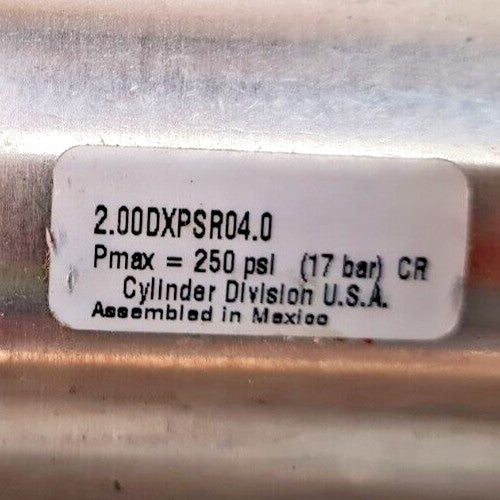 2.00DXPSR04.0
Pmax = 250 psi (17 bar) CR
Cylinder Division U.S.A.
Assembled in Mexico